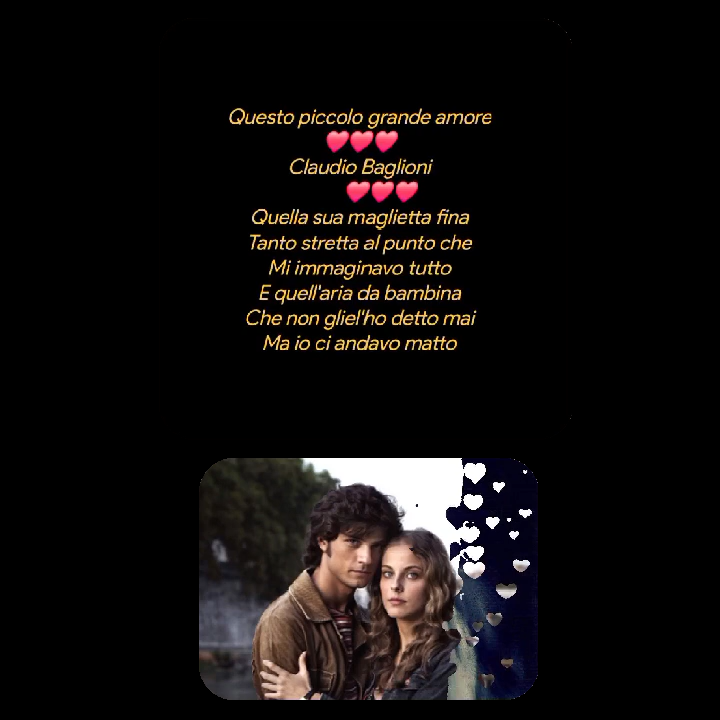 Questo piccolo grande amore
❤️❤️❤️
Claudio Baglioni
❤️❤️❤️
Quella sua maglietta fina
Tanto stretta al punto che
Mi immaginavo tutto
E quell'aria da bambina
Che non gliel'ho detto mai
Ma io ci andavo matto